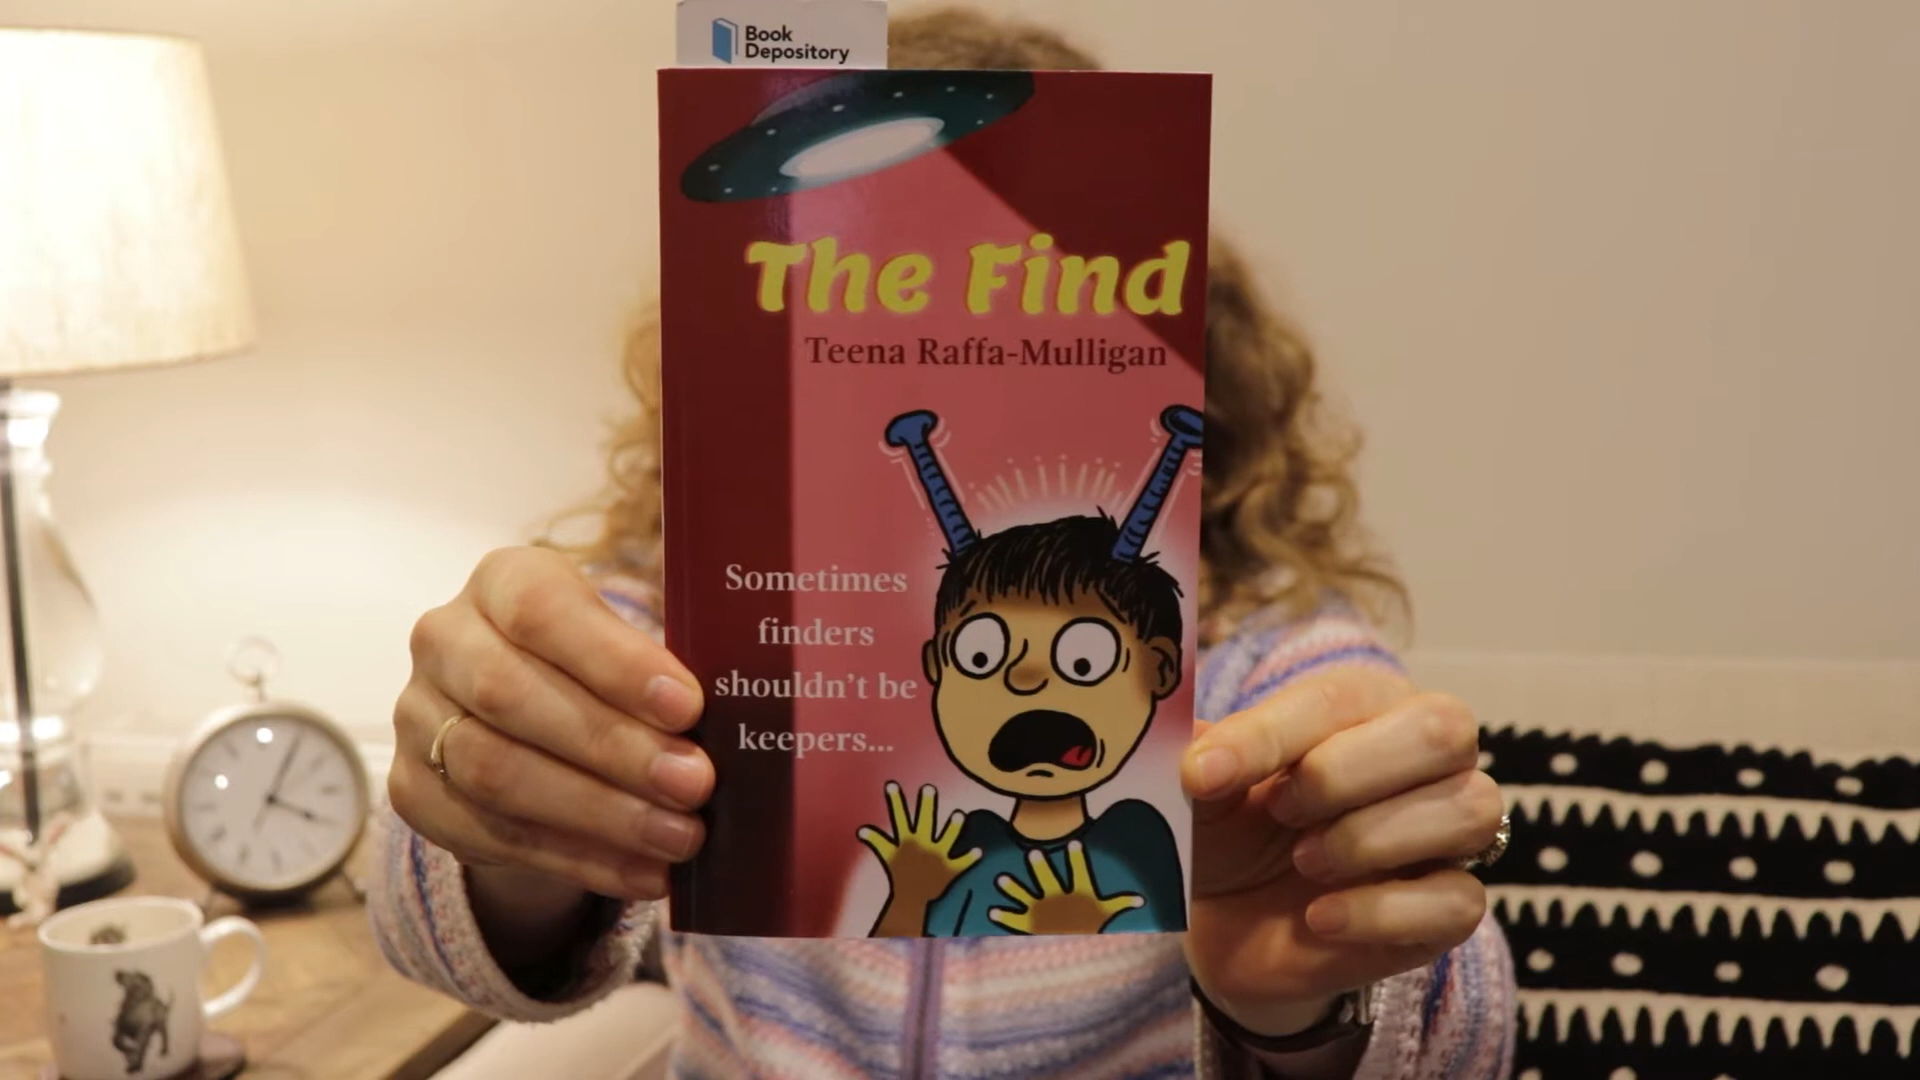 Book
Depository
The Find
Teena Raffa-Mulligan
Sometimes
finders
shouldn't be
keepers...